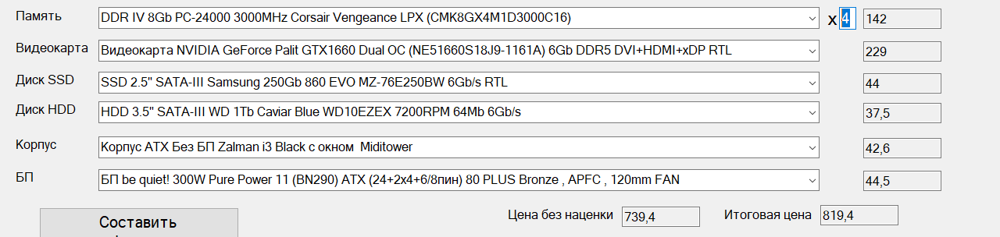 Память DDR IV 8Gb PC-24000 3000MHz Corsair Vengeance LPX (CMK8GX4M1D3000C16) x 4 142
Видеокарта Видеокарта NVIDIA GeForce Palit GTX1660 Dual OC (NE51660S18J9-1161A) 6Gb DDR5 DVI+HDMI+xDP RTL 229
Диск SSD SSD 2.5" SATA-III Samsung 250Gb 860 EVO MZ-76E250BW 6Gb/s RTL 44
Диск HDD HDD 3.5" SATA-III WD 1Tb Caviar Blue WD10EZEX 7200RPM 64Mb 6Gb/s 37,5
Корпус Корпус ATX Без БП Zalman i3 Black с окном Miditower 42,6
БП БП be quiet! 300W Pure Power 11 (BN290) ATX (24+2x4+6/8пин) 80 PLUS Bronze , APFC , 120mm FAN 44,5
Цена без наценки 739,4 Итоговая цена 819,4
Составить